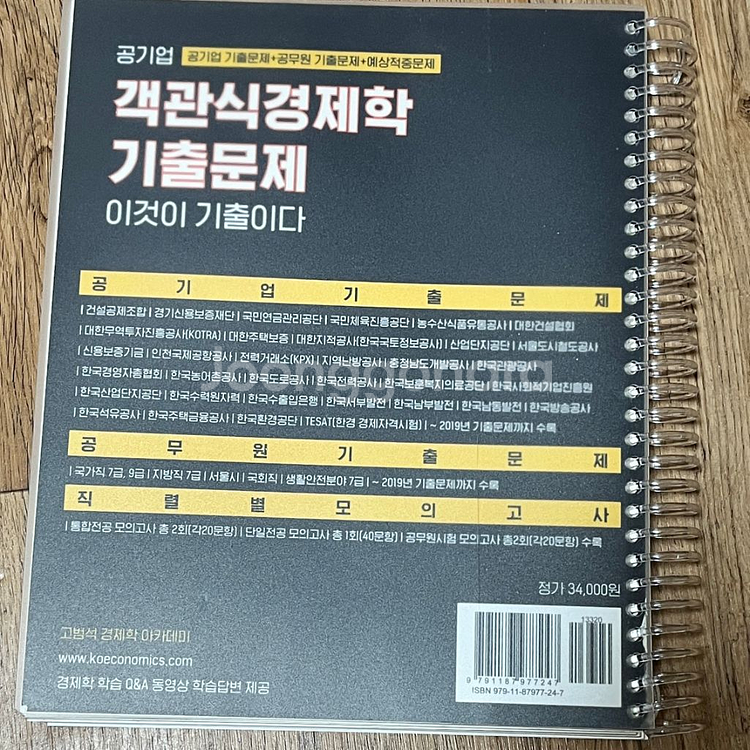 공기업 공기업 기출문제+공무원 기출문제+예상적중문제
객관식경제학
기출문제
이것이 기출이다
공 기 업 기 출 문 제
| 건설공제조합 | 경기신용보증재단 | 국민연금관리공단 | 국민체육진흥공단 | 농수산식품유통공사 | 대한건설협회
| 대한무역투자진흥공사(KOTRA) | 대한주택보증 | 대한지적공사(한국국토정보공사) | 산업단지공단 | 서울도시철도공사
| 신용보증기금 | 인천국제공항공사 | 전력거래소(KPX) | 지역난방공사 | 충청남도개발공사 | 한국관광공사
| 한국경영자총협회 | 한국농어촌공사 | 한국도로공사 | 한국전력공사 | 한국보훈복지의료공단 | 한국사회적기업진흥원
| 한국산업단지공단 | 한국수력원자력 | 한국수출입은행 | 한국서부발전 | 한국남부발전 | 한국남동발전 | 한국방송공사
| 한국석유공사 | 한국주택금융공사 | 한국환경공단 | TESAT(한경 경제자격시험) | ~ 2019년 기출문제까지 수록
공 무 원 기 출 문 제
| 국가직 7급, 9급 | 지방직 7급 | 서울시 | 국회직 | 생활안전분야 7급 | ~ 2019년 기출문제까지 수록
직 렬 별 모 의 고 사
| 통합전공 모의고사 총 2회(각20문항) | 단일전공 모의고사 총 1회(40문항) | 공무원시험 모의고사 총2회(각20문항) 수록
정가 34,000원
13320
9 791187 977247
ISBN 979-11-87977-24-7
고범석 경제학 아카데미
www.koeconomics.com
경제학 학습 Q&A 동영상 학습답변 제공